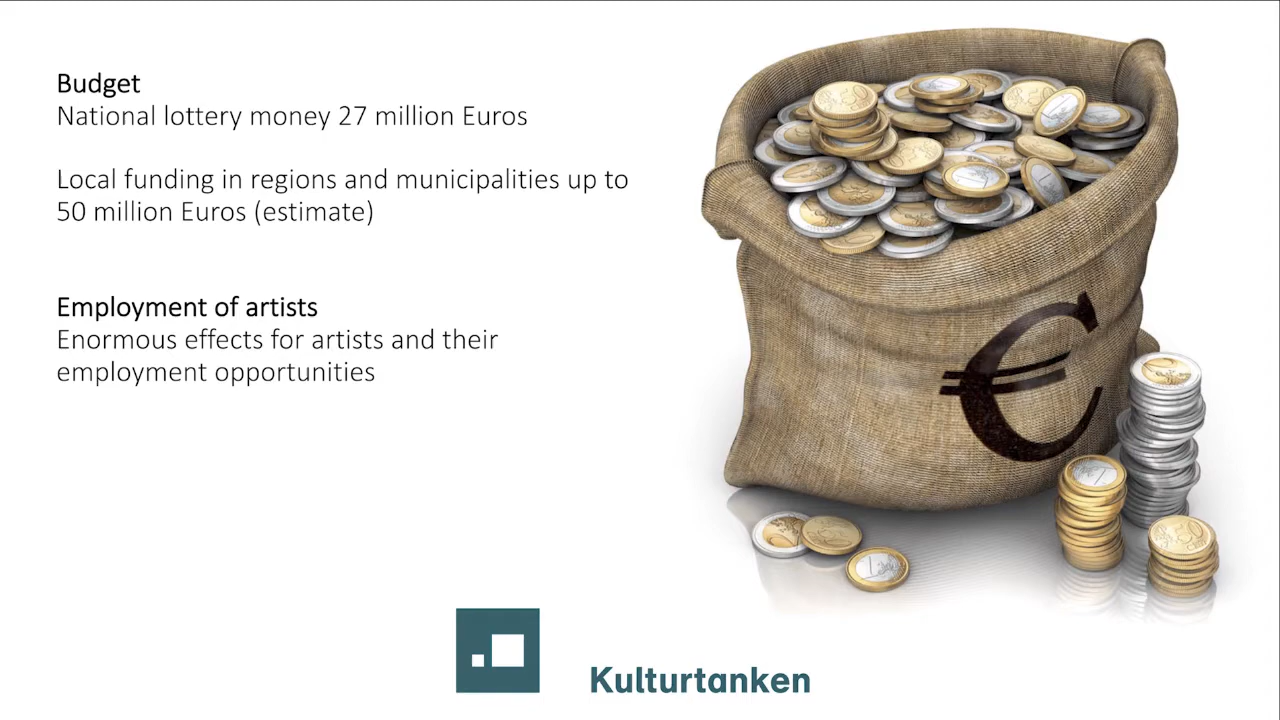 Budget
National lottery money 27 million Euros
Local funding in regions and municipalities up to
50 million Euros (estimate)
Employment of artists
Enormous effects for artists and their
employment opportunities
€
Kulturtanken